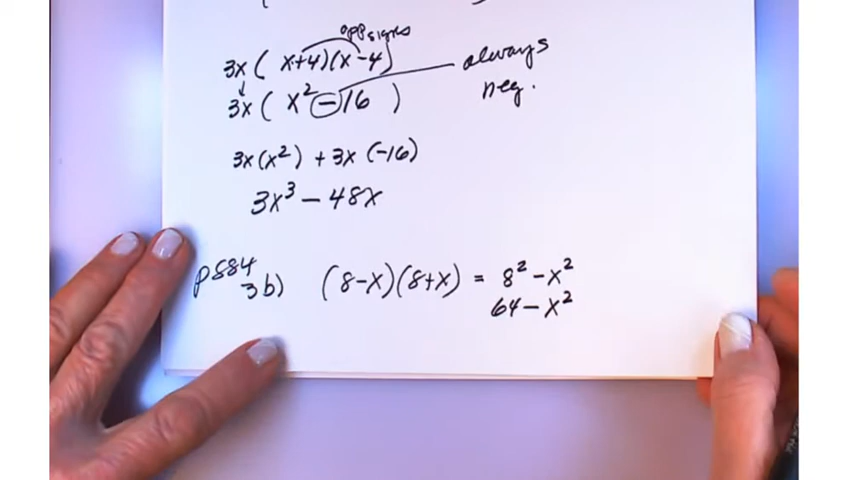 opp signs
3x ( x+4)(x-4)
always
3x ( x² - 16 )
neg.
3x(x²) + 3x (-16)
3x³ - 48x
3b) (8-x)(8+x) = 8² - x²
64 - x²